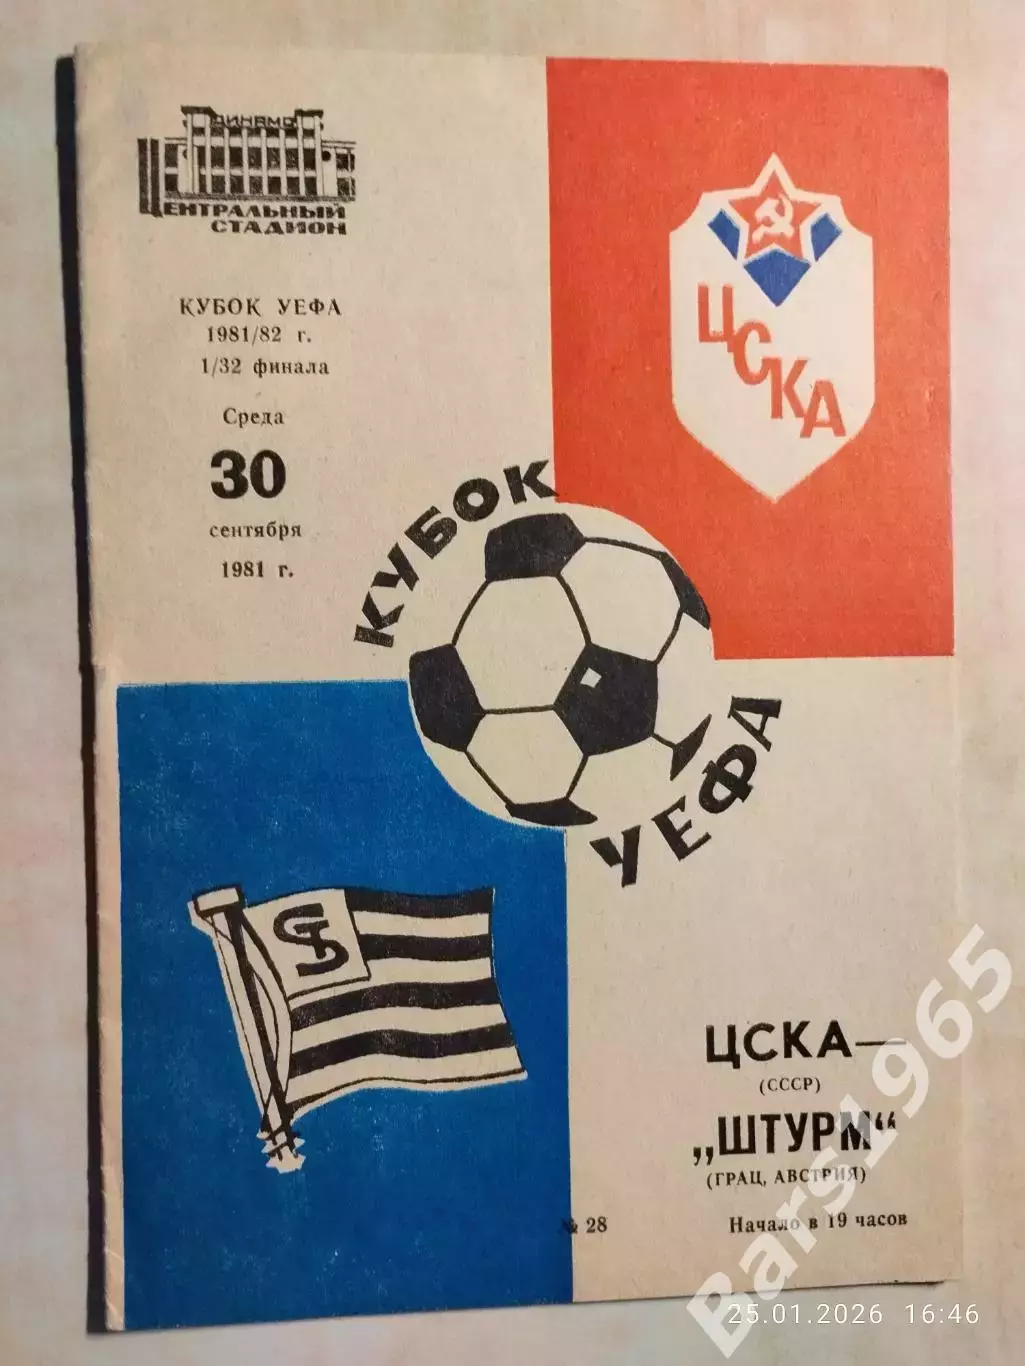 ДИНАМО
ЦЕНТРАЛЬНЫЙ
СТАДИОН
КУБОК УЕФА
1981/82 г.
1/32 финала
Среда
30
сентября
1981 г.
ЦСКА
КУБОК
УЕФА
ЦСКА—
(СССР)
„ШТУРМ“
(ГРАЦ, АВСТРИЯ)
№ 28
Начало в 19 часов
Bars1965
25.01.2026 16:46